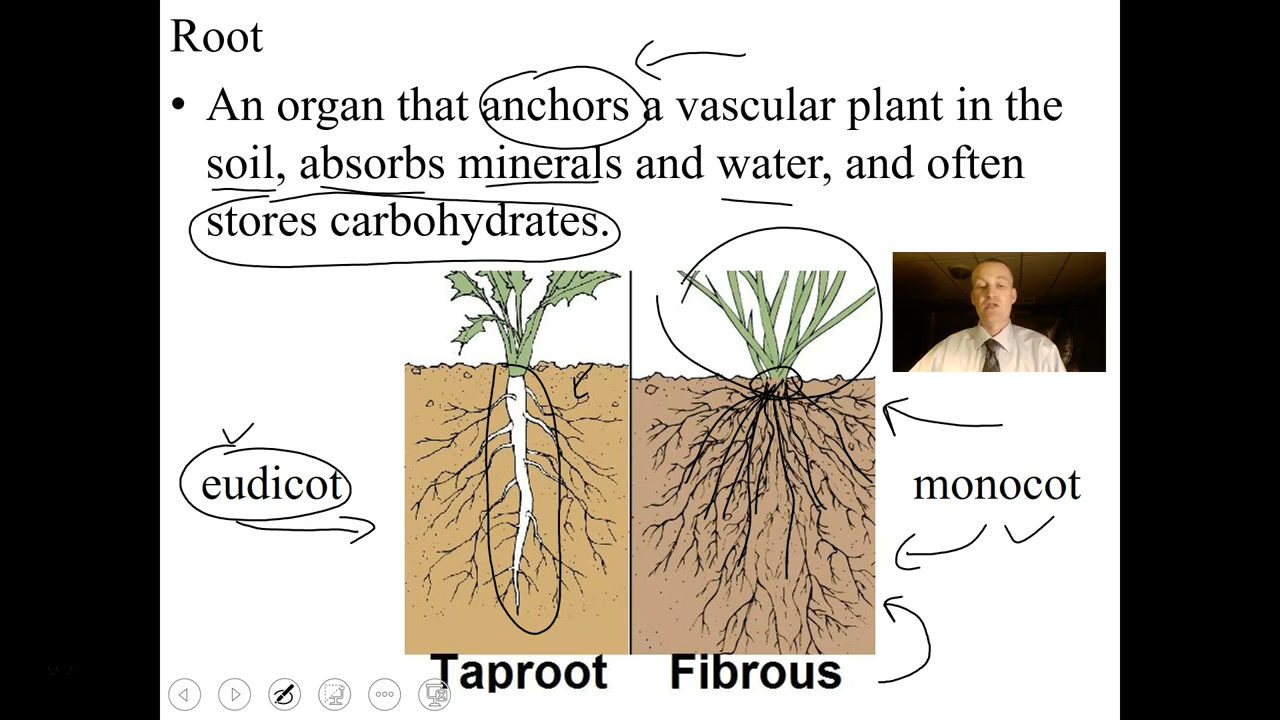 Root
• An organ that anchors a vascular plant in the
soil, absorbs minerals and water, and often
stores carbohydrates.
eudicot
monocot
Taproot
Fibrous